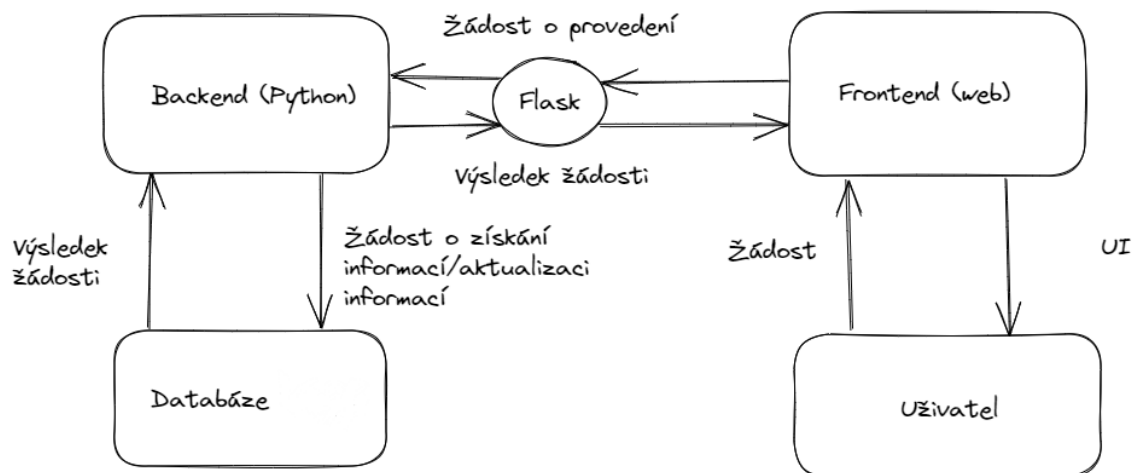 Žádost o provedení
Backend (Python)
Flask
Frontend (web)
Výsledek žádosti
Výsledek
žádosti
Žádost o získání
informací/aktualizaci
informací
Žádost
UI
Databáze
Uživatel